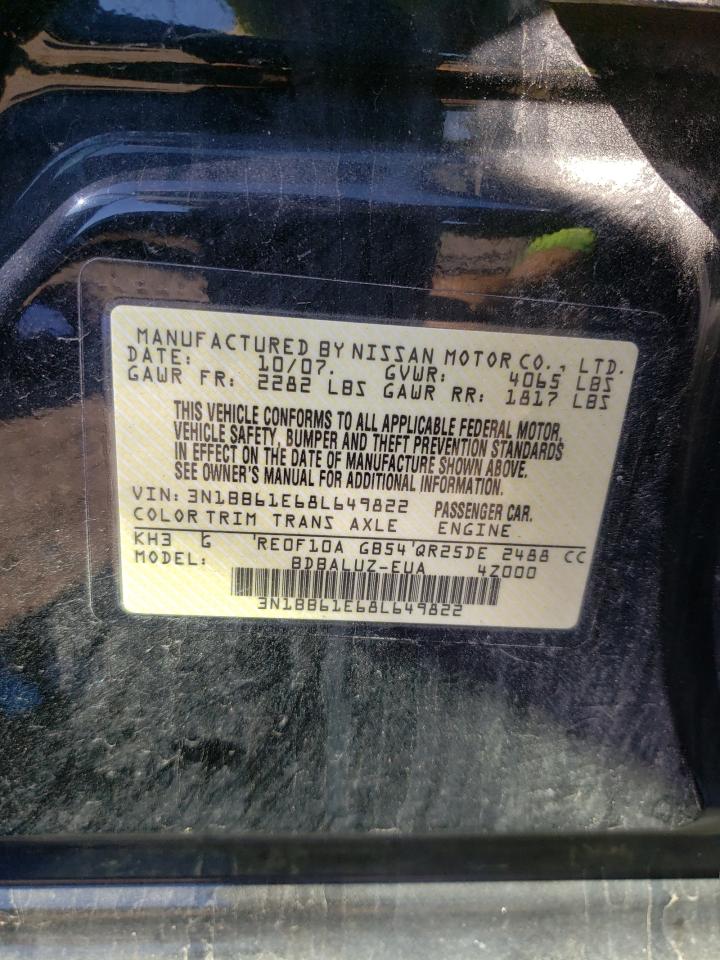 MANUFACTURED BY NISSAN MOTOR CO., LTD.
DATE: 10/07. GVWR: 4065 LBS
GAWR FR: 2282 LBS GAWR RR: 1817 LBS
THIS VEHICLE CONFORMS TO ALL APPLICABLE FEDERAL MOTOR
VEHICLE SAFETY, BUMPER AND THEFT PREVENTION STANDARDS
IN EFFECT ON THE DATE OF MANUFACTURE SHOWN ABOVE.
SEE OWNER'S MANUAL FOR ADDITIONAL INFORMATION.
VIN: 3N1BB61E68L649822 PASSENGER CAR.
COLOR TRIM TRANS AXLE ENGINE
KH3 G RE0F10A GB54 QR25DE 2488 CC
MODEL: BDBALUZ-EUA 4Z000
3N1BB61E68L649822